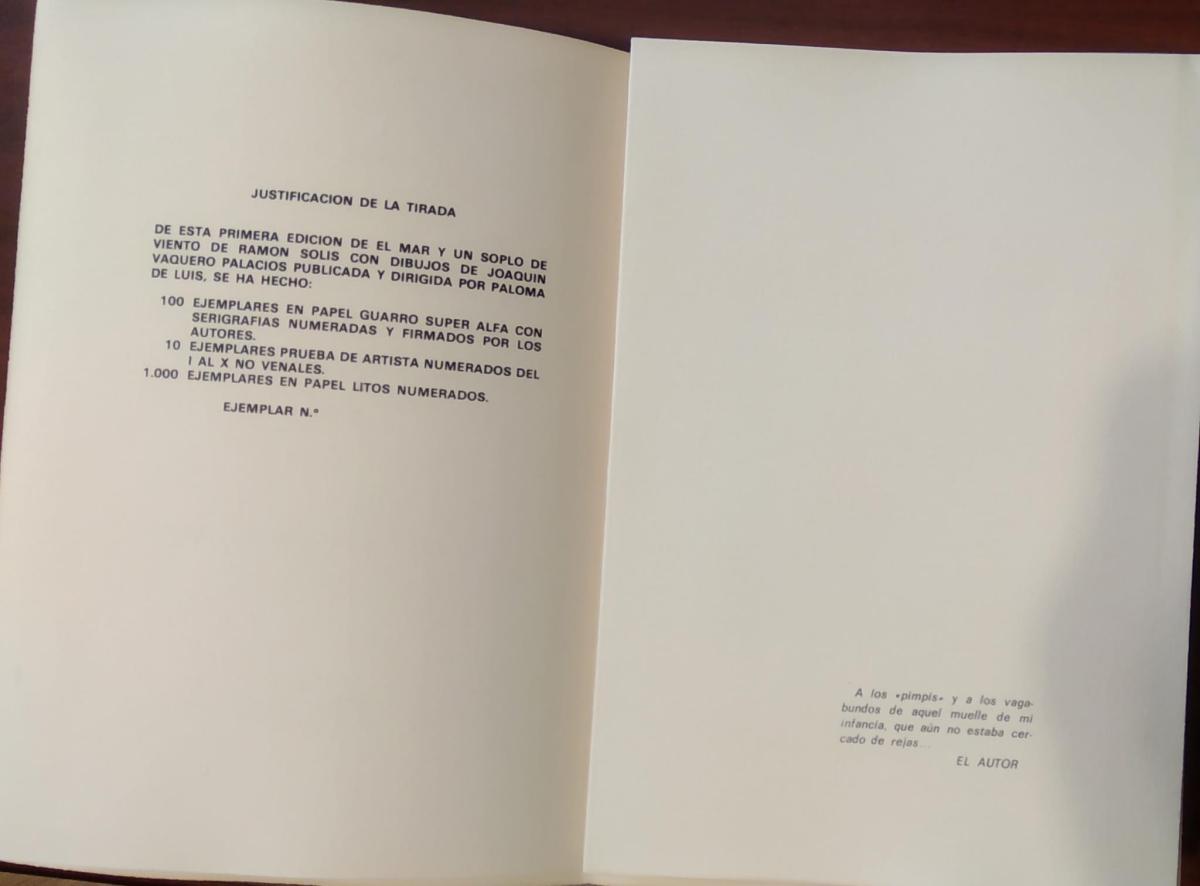 JUSTIFICACION DE LA TIRADA
DE ESTA PRIMERA EDICION DE EL MAR Y UN SOPLO DE
VIENTO DE RAMON SOLIS CON DIBUJOS DE JOAQUIN
VAQUERO PALACIOS PUBLICADA Y DIRIGIDA POR PALOMA
DE LUIS, SE HA HECHO:
100 EJEMPLARES EN PAPEL GUARRO SUPER ALFA CON
SERIGRAFIAS NUMERADAS Y FIRMADOS POR LOS
AUTORES.
10 EJEMPLARES PRUEBA DE ARTISTA NUMERADOS DEL
I AL X NO VENALES.
1.000 EJEMPLARES EN PAPEL LITOS NUMERADOS.
EJEMPLAR N.º
A los «pimpis» y a los vaga-
bundos de aquel muelle de mi
infancia, que aún no estaba cer-
cado de rejas...
EL AUTOR